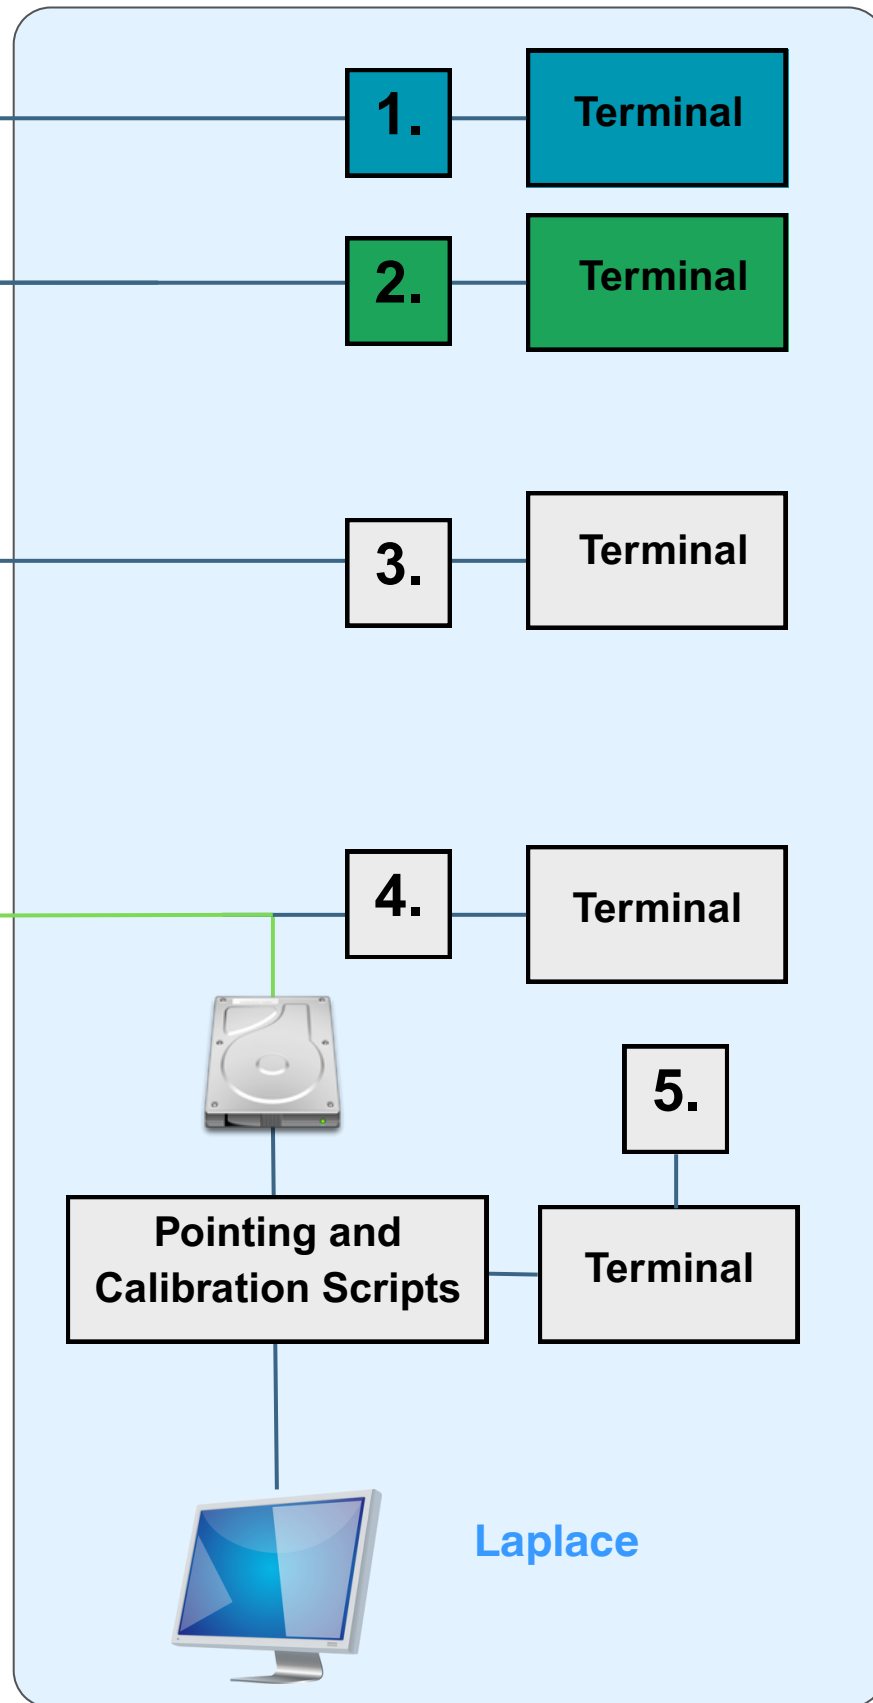 1.
Terminal
2.
Terminal
3.
Terminal
4.
Terminal
5.
Pointing and
Calibration Scripts
Terminal
Laplace